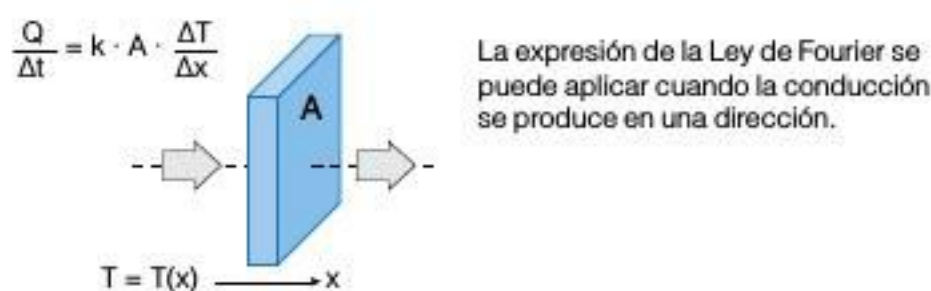 Q/Δt = k · A · ΔT/Δx
La expresión de la Ley de Fourier se
puede aplicar cuando la conducción
se produce en una dirección.
A
T = T(x) x